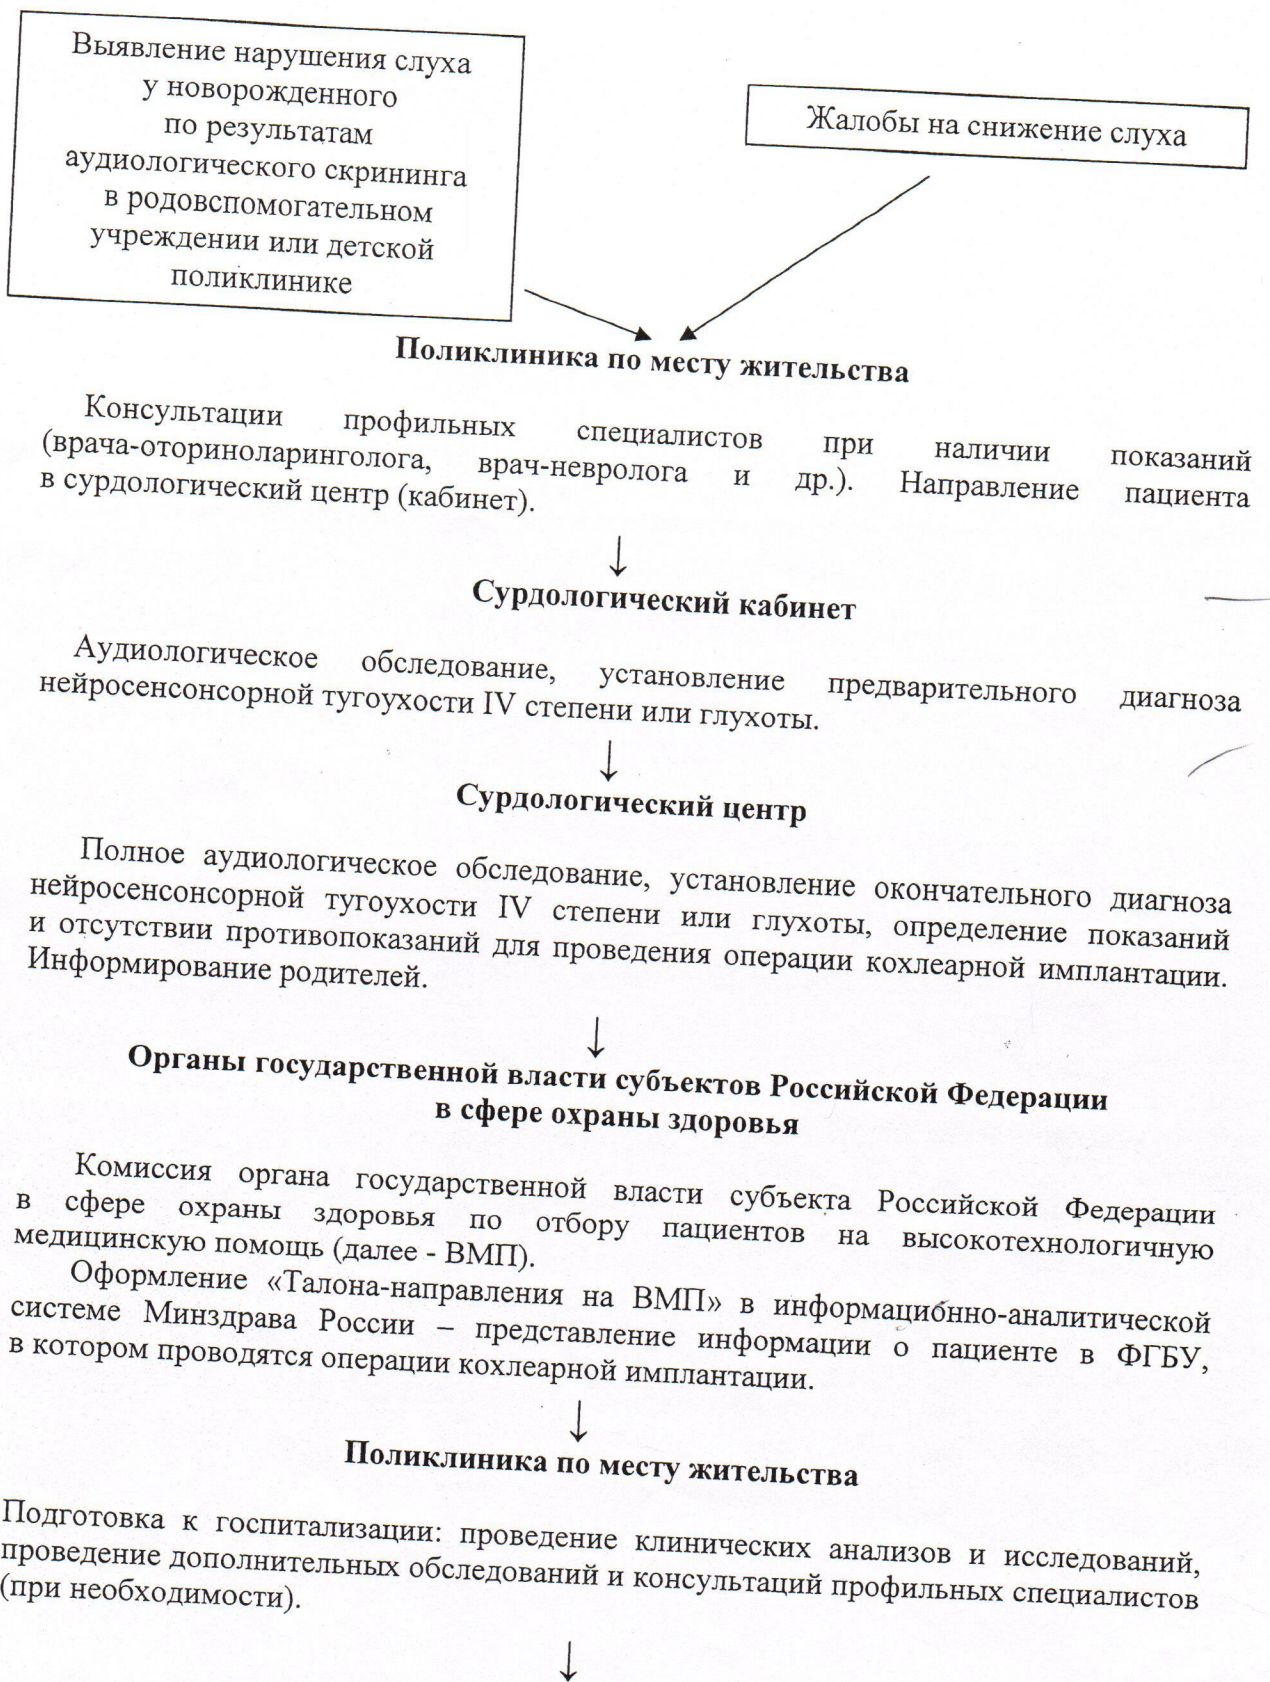 Выявление нарушения слуха
у новорожденного
по результатам
аудиологического скрининга
в родовспомогательном
учреждении или детской
поликлинике
Жалобы на снижение слуха
Поликлиника по месту жительства
Консультации профильных специалистов при наличии показаний
(врача-оториноларинголога, врач-невролога и др.). Направление пациента
в сурдологический центр (кабинет).
Сурдологический кабинет
Аудиологическое обследование, установление предварительного диагноза
нейросенсонсорной тугоухости IV степени или глухоты.
Сурдологический центр
Полное аудиологическое обследование, установление окончательного диагноза
нейросенсонсорной тугоухости IV степени или глухоты, определение показаний
и отсутствии противопоказаний для проведения операции кохлеарной имплантации.
Информирование родителей.
Органы государственной власти субъектов Российской Федерации
в сфере охраны здоровья
Комиссия органа государственной власти субъекта Российской Федерации
в сфере охраны здоровья по отбору пациентов на высокотехнологичную
медицинскую помощь (далее - ВМП).
Оформление «Талона-направления на ВМП» в информационно-аналитической
системе Минздрава России – представление информации о пациенте в ФГБУ,
в котором проводятся операции кохлеарной имплантации.
Поликлиника по месту жительства
Подготовка к госпитализации: проведение клинических анализов и исследований,
проведение дополнительных обследований и консультаций профильных специалистов
(при необходимости).